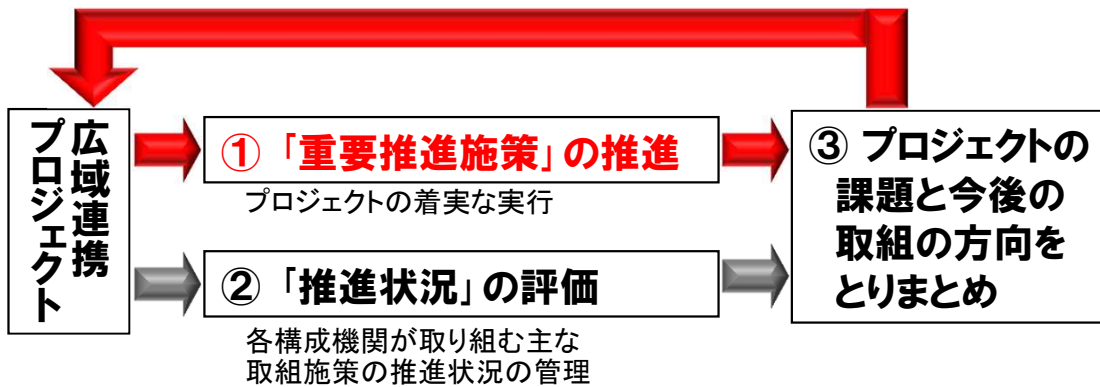 広域連携
プロジェクト
① 「重要推進施策」の推進
プロジェクトの着実な実行
② 「推進状況」の評価
各構成機関が取り組む主な
取組施策の推進状況の管理
③ プロジェクトの
課題と今後の
取組の方向を
とりまとめ